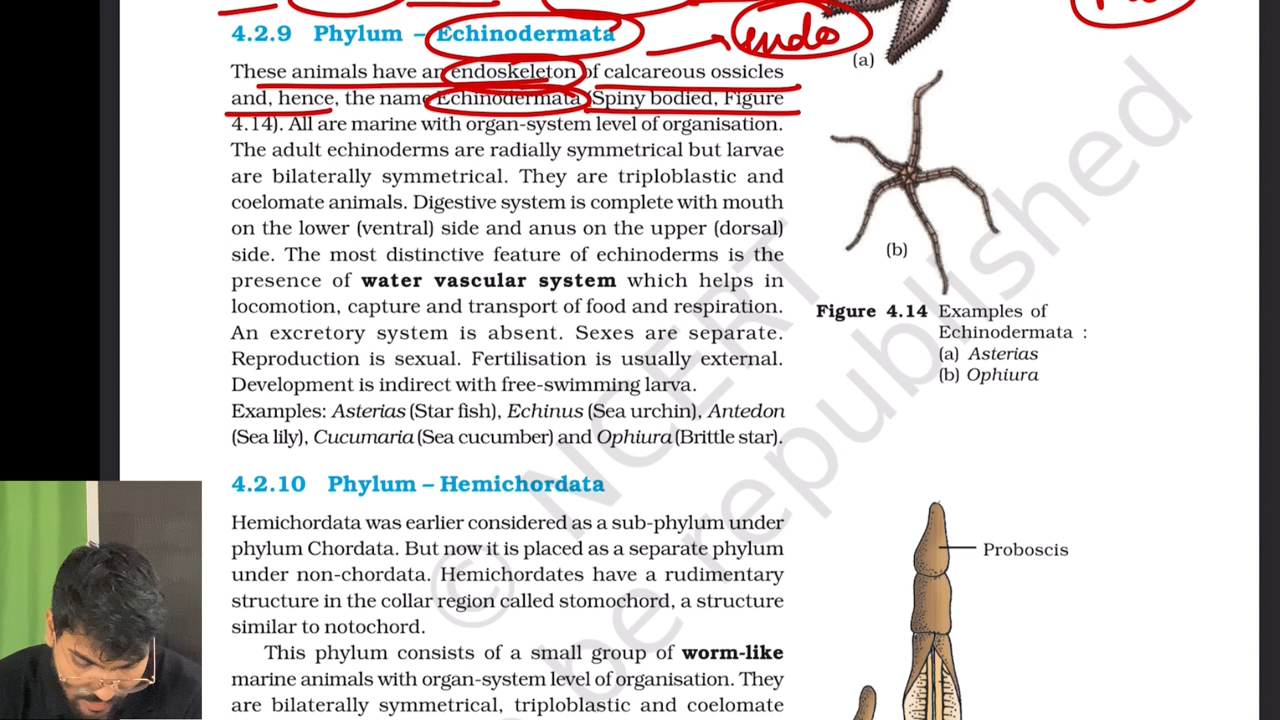 4.2.9 Phylum – Echinodermata
endo
(a)
These animals have an endoskeleton of calcareous ossicles
and, hence, the name Echinodermata (Spiny bodied, Figure
4.14). All are marine with organ-system level of organisation.
The adult echinoderms are radially symmetrical but larvae
are bilaterally symmetrical. They are triploblastic and
coelomate animals. Digestive system is complete with mouth
on the lower (ventral) side and anus on the upper (dorsal)
side. The most distinctive feature of echinoderms is the
presence of water vascular system which helps in
locomotion, capture and transport of food and respiration.
An excretory system is absent. Sexes are separate.
Reproduction is sexual. Fertilisation is usually external.
Development is indirect with free-swimming larva.
Examples: Asterias (Star fish), Echinus (Sea urchin), Antedon
(Sea lily), Cucumaria (Sea cucumber) and Ophiura (Brittle star).
(b)
Figure 4.14 Examples of
Echinodermata :
(a) Asterias
(b) Ophiura
4.2.10 Phylum – Hemichordata
Hemichordata was earlier considered as a sub-phylum under
phylum Chordata. But now it is placed as a separate phylum
under non-chordata. Hemichordates have a rudimentary
structure in the collar region called stomochord, a structure
similar to notochord.
This phylum consists of a small group of worm-like
marine animals with organ-system level of organisation. They
are bilaterally symmetrical, triploblastic and coelomate
Proboscis
© NCERT
be republished